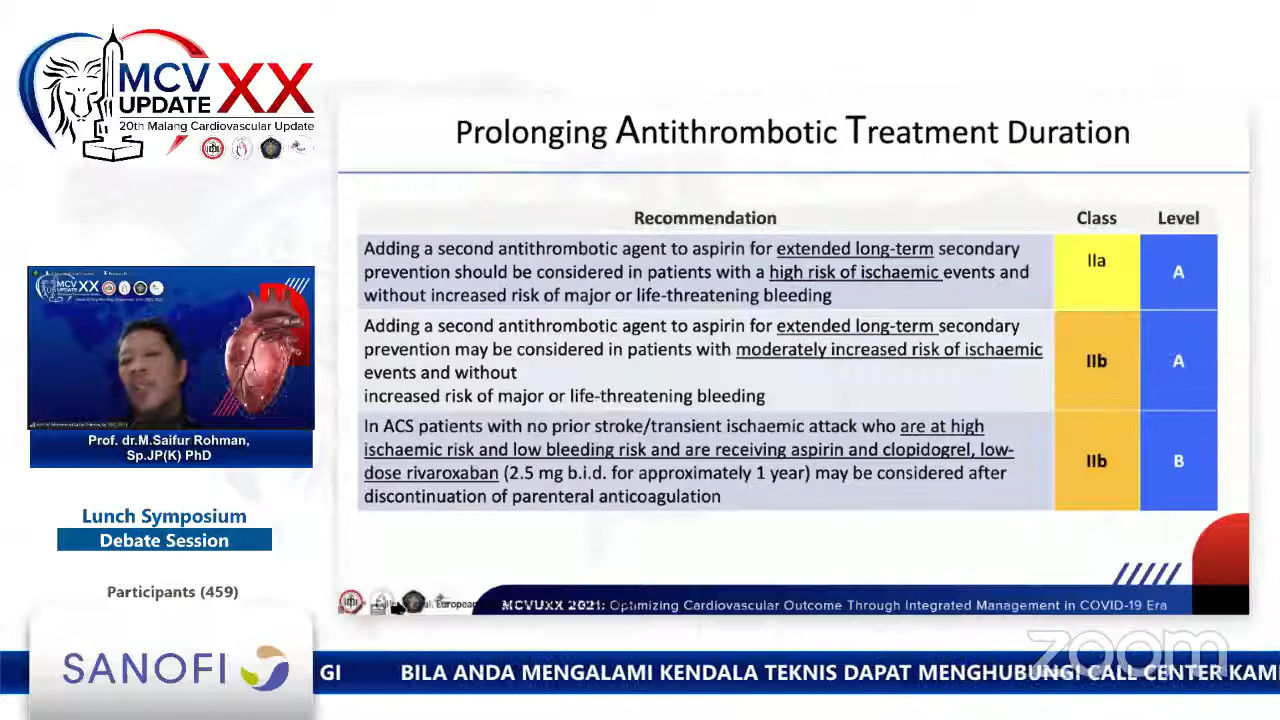 MCV
UPDATE
XX
20th Malang Cardiovascular Update
Prolonging Antithrombotic Treatment Duration
Recommendation
Class
Level
Adding a second antithrombotic agent to aspirin for extended long-term secondary
prevention should be considered in patients with a high risk of ischaemic events and
without increased risk of major or life-threatening bleeding
IIa
A
Adding a second antithrombotic agent to aspirin for extended long-term secondary
prevention may be considered in patients with moderately increased risk of ischaemic
events and without
increased risk of major or life-threatening bleeding
IIb
A
In ACS patients with no prior stroke/transient ischaemic attack who are at high
ischaemic risk and low bleeding risk and are receiving aspirin and clopidogrel, low-
dose rivaroxaban (2.5 mg b.i.d. for approximately 1 year) may be considered after
discontinuation of parenteral anticoagulation
IIb
B
MCV XX
UPDATE
Prof. dr.M.Saifur Rohman,
Sp.JP(K) PhD
Lunch Symposium
Debate Session
Participants (459)
European
MCVUXX 2021: Optimizing Cardiovascular Outcome Through Integrated Management in COVID-19 Era
zoom
SANOFI
GI BILA ANDA MENGALAMI KENDALA TEKNIS DAPAT MENGHUBUNGI CALL CENTER KAMI